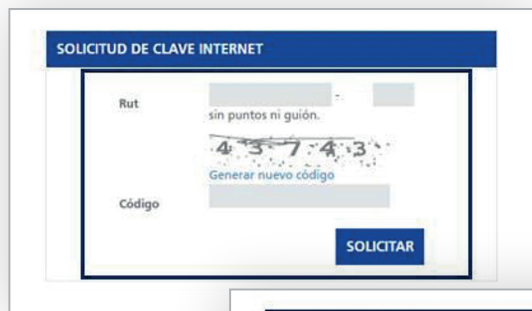 SOLICITUD DE CLAVE INTERNET
Rut
-
sin puntos ni guión.
4 3 7 4 3
Generar nuevo código
Código
SOLICITAR